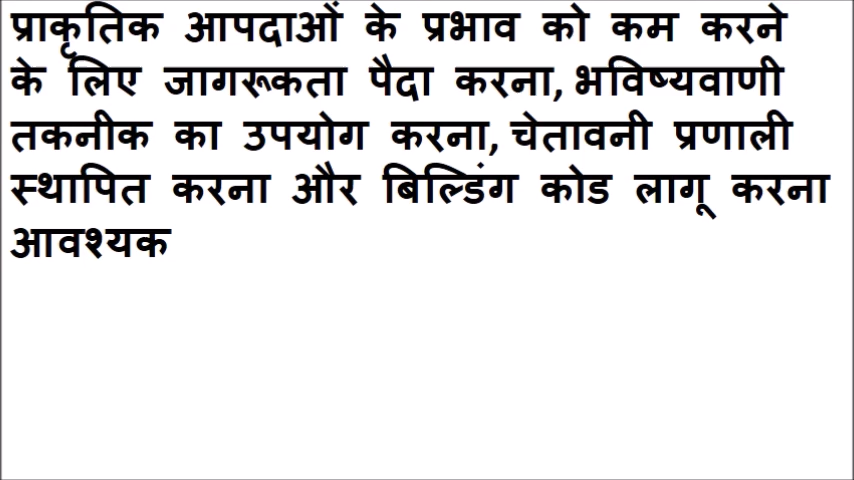 प्राकृतिक आपदाओं के प्रभाव को कम करने
के लिए जागरूकता पैदा करना, भविष्यवाणी
तकनीक का उपयोग करना, चेतावनी प्रणाली
स्थापित करना और बिल्डिंग कोड लागू करना
आवश्यक